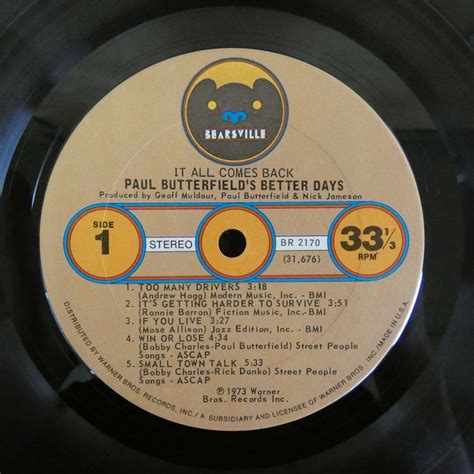 BEARSVILLE
IT ALL COMES BACK
PAUL BUTTERFIELD'S BETTER DAYS
Produced by Geoff Muldaur, Paul Butterfield & Nick Jameson
SIDE
1
STEREO
BR 2170
(31,676)
33 1/3
RPM
1. TOO MANY DRIVERS 3:18
(Andrew Hogg) Modern Music, Inc. - BMI
2. IT'S GETTING HARDER TO SURVIVE 3:51
(Ronnie Barron) Fiction Music, Inc. - BMI
3. IF YOU LIVE 3:27
(Mose Allison) Jazz Edition, Inc. - BMI
4. WIN OR LOSE 4:34
(Bobby Charles-Paul Butterfield) Street People
Songs - ASCAP
5. SMALL TOWN TALK 5:33
(Bobby Charles-Rick Danko) Street People
Songs - ASCAP
℗1973 Warner
Bros. Records Inc.
DISTRIBUTED BY WARNER BROS. RECORDS, INC./ A SUBSIDIARY AND LICENSEE OF WARNER BROS. INC. MADE IN U.S.A.